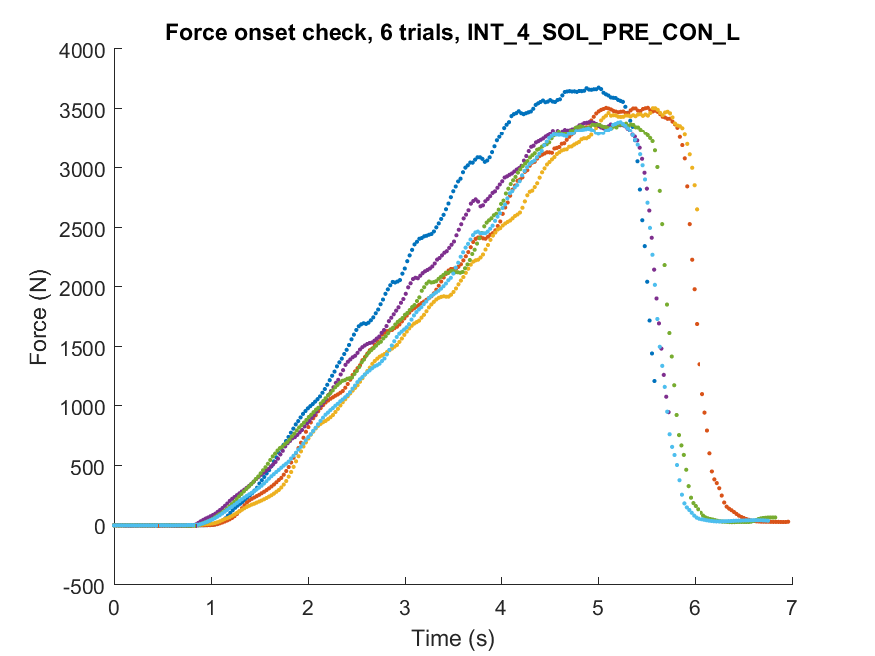 Force onset check, 6 trials, INT_4_SOL_PRE_CON_L
4000
3500
3000
2500
2000
1500
1000
500
0
-500
Force (N)
0 1 2 3 4 5 6 7
Time (s)